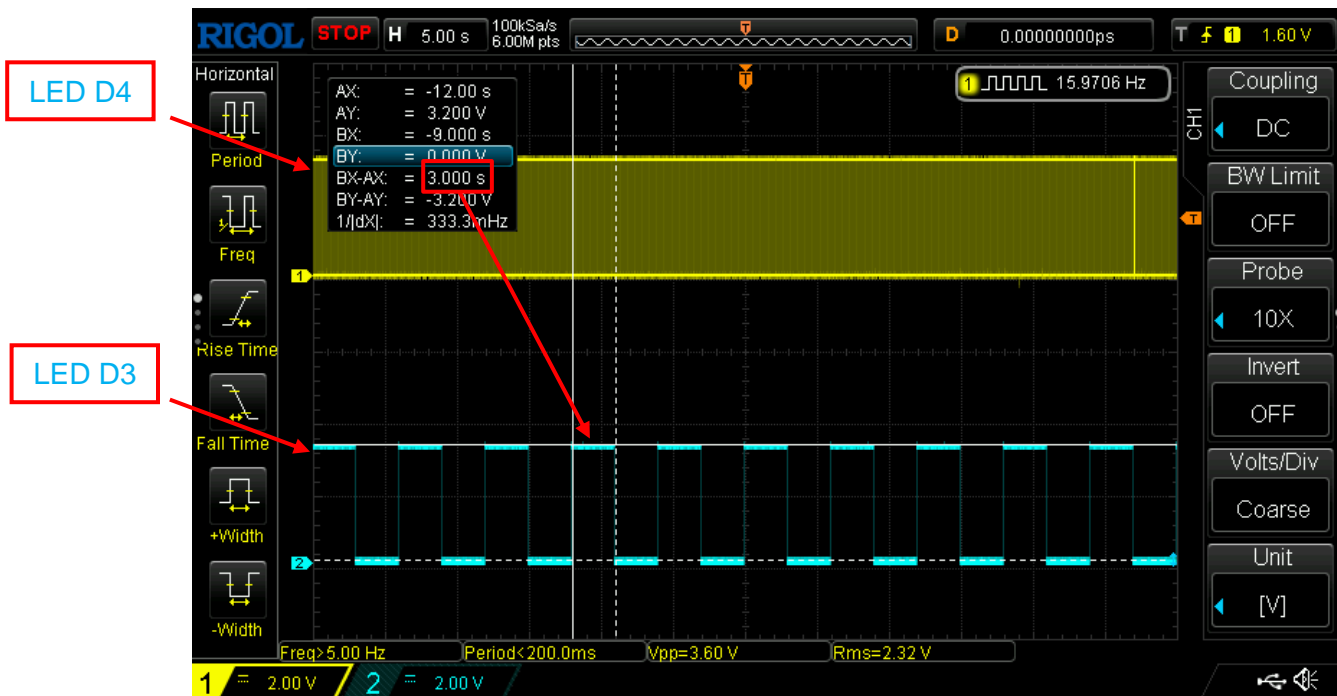 RIGOL STOP H 5.00 s 100kSa/s 6.00M pts T D 0.00000000ps T 1 1.60 V
LED D4
LED D3
Horizontal
Period
Freq
Rise Time
Fall Time
+Width
-Width
AX: = -12.00 s
AY: = 3.200 V
BX: = -9.000 s
BY: = 0.000 V
BX-AX: = 3.000 s
BY-AY: = -3.200 V
1/|dX|: = 333.3mHz
T
1 15.9706 Hz
1
2
T
CH1
Coupling
DC
BW Limit
OFF
Probe
10X
Invert
OFF
Volts/Div
Coarse
Unit
[V]
Freq>5.00 Hz Period<200.0ms Vpp=3.60 V Rms=2.32 V
1 = 2.00 V 2 = 2.00 V